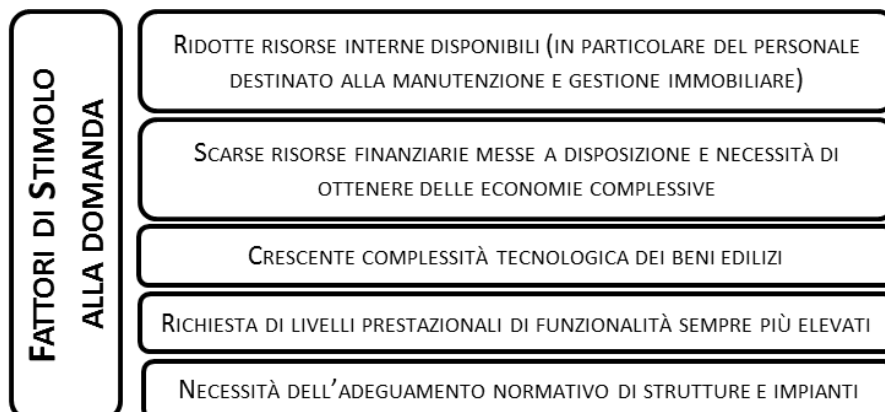 FATTORI DI STIMOLO
ALLA DOMANDA
RIDOTTE RISORSE INTERNE DISPONIBILI (IN PARTICOLARE DEL PERSONALE
DESTINATO ALLA MANUTENZIONE E GESTIONE IMMOBILIARE)
SCARSE RISORSE FINANZIARIE MESSE A DISPOSIZIONE E NECESSITÀ DI
OTTENERE DELLE ECONOMIE COMPLESSIVE
CRESCENTE COMPLESSITÀ TECNOLOGICA DEI BENI EDILIZI
RICHIESTA DI LIVELLI PRESTAZIONALI DI FUNZIONALITÀ SEMPRE PIÙ ELEVATI
NECESSITÀ DELL'ADEGUAMENTO NORMATIVO DI STRUTTURE E IMPIANTI